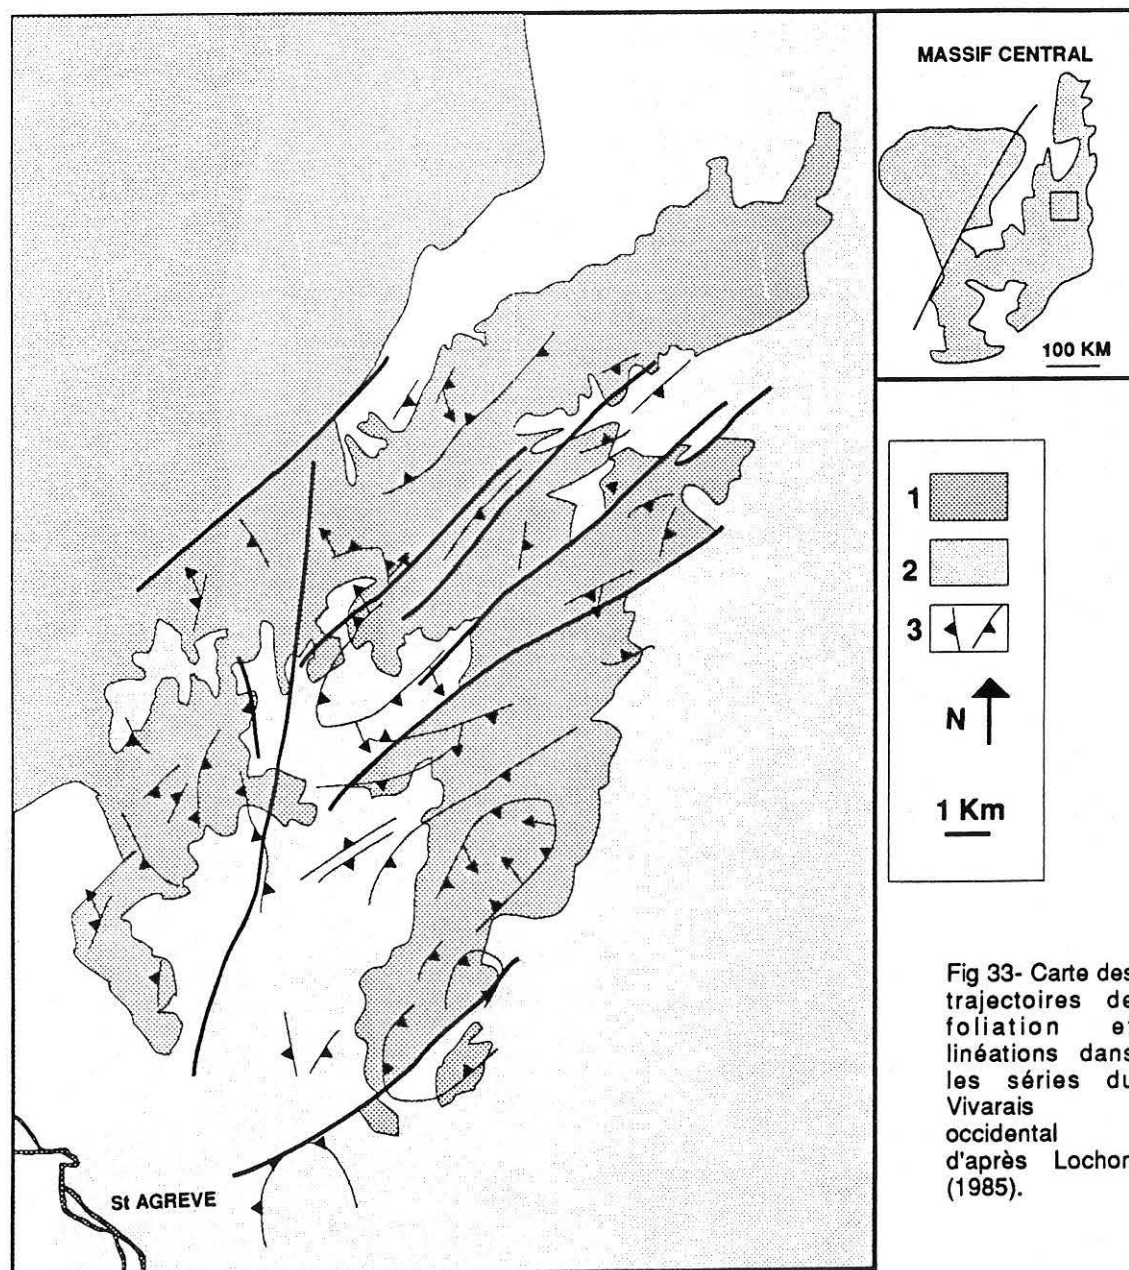 MASSIF CENTRAL
100 KM
1
2
3
N
1 Km
Fig 33- Carte des
trajectoires de
foliation et
linéations dans
les séries du
Vivarais
occidental
d'après Lochon
(1985).
St AGREVE